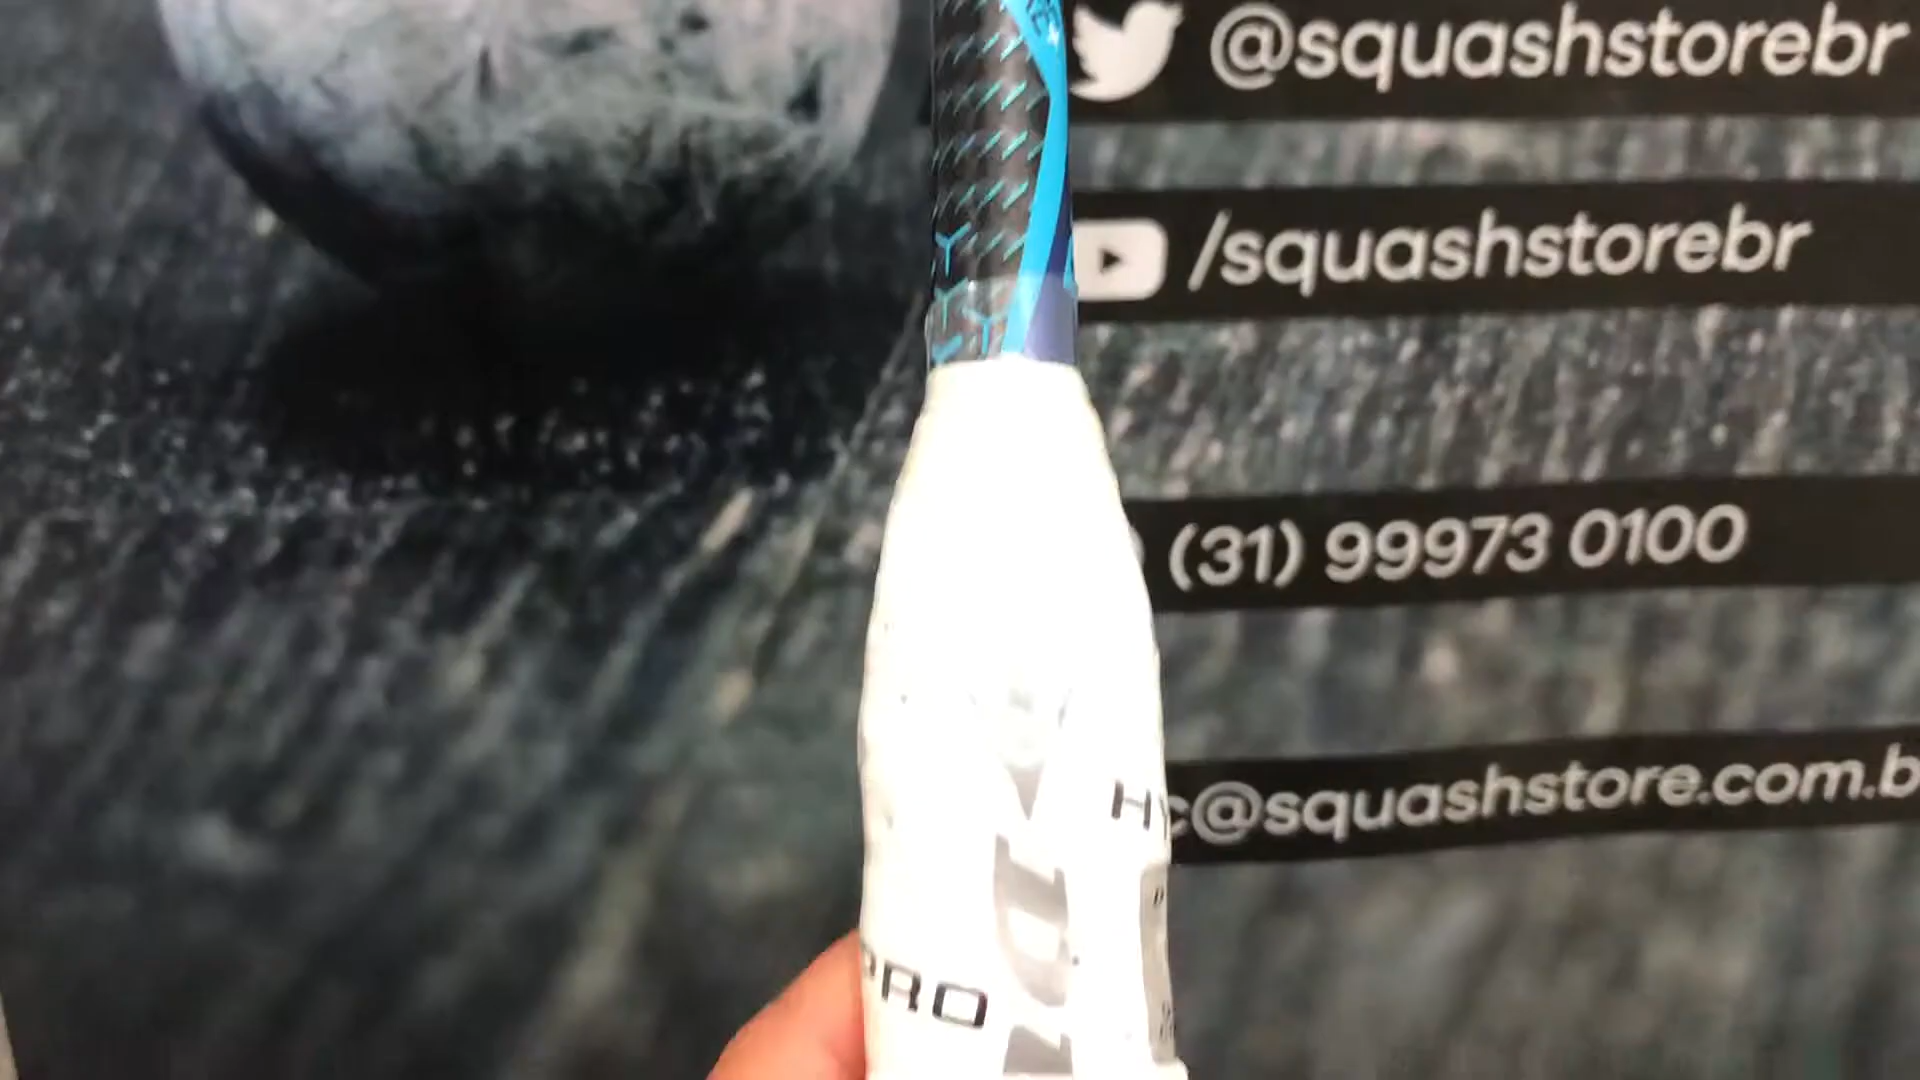 @squashstorebr
/squashstorebr
(31) 99973 0100
c@squashstore.com.b
H
PRO